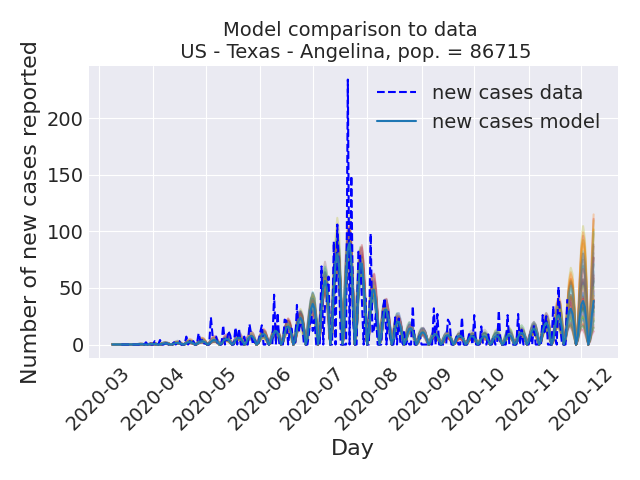 Model comparison to data
US - Texas - Angelina, pop. = 86715
Number of new cases reported
200
150
100
50
0
new cases data
new cases model
2020-03
2020-04
2020-05
2020-06
2020-07
2020-08
2020-09
2020-10
2020-11
2020-12
Day